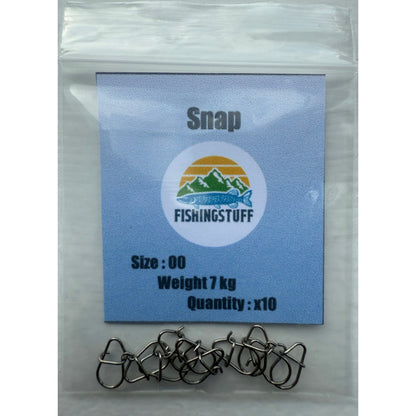 Snap
FISHINGSTUFF
Size : 00
Weight 7 kg
Quantity : x10